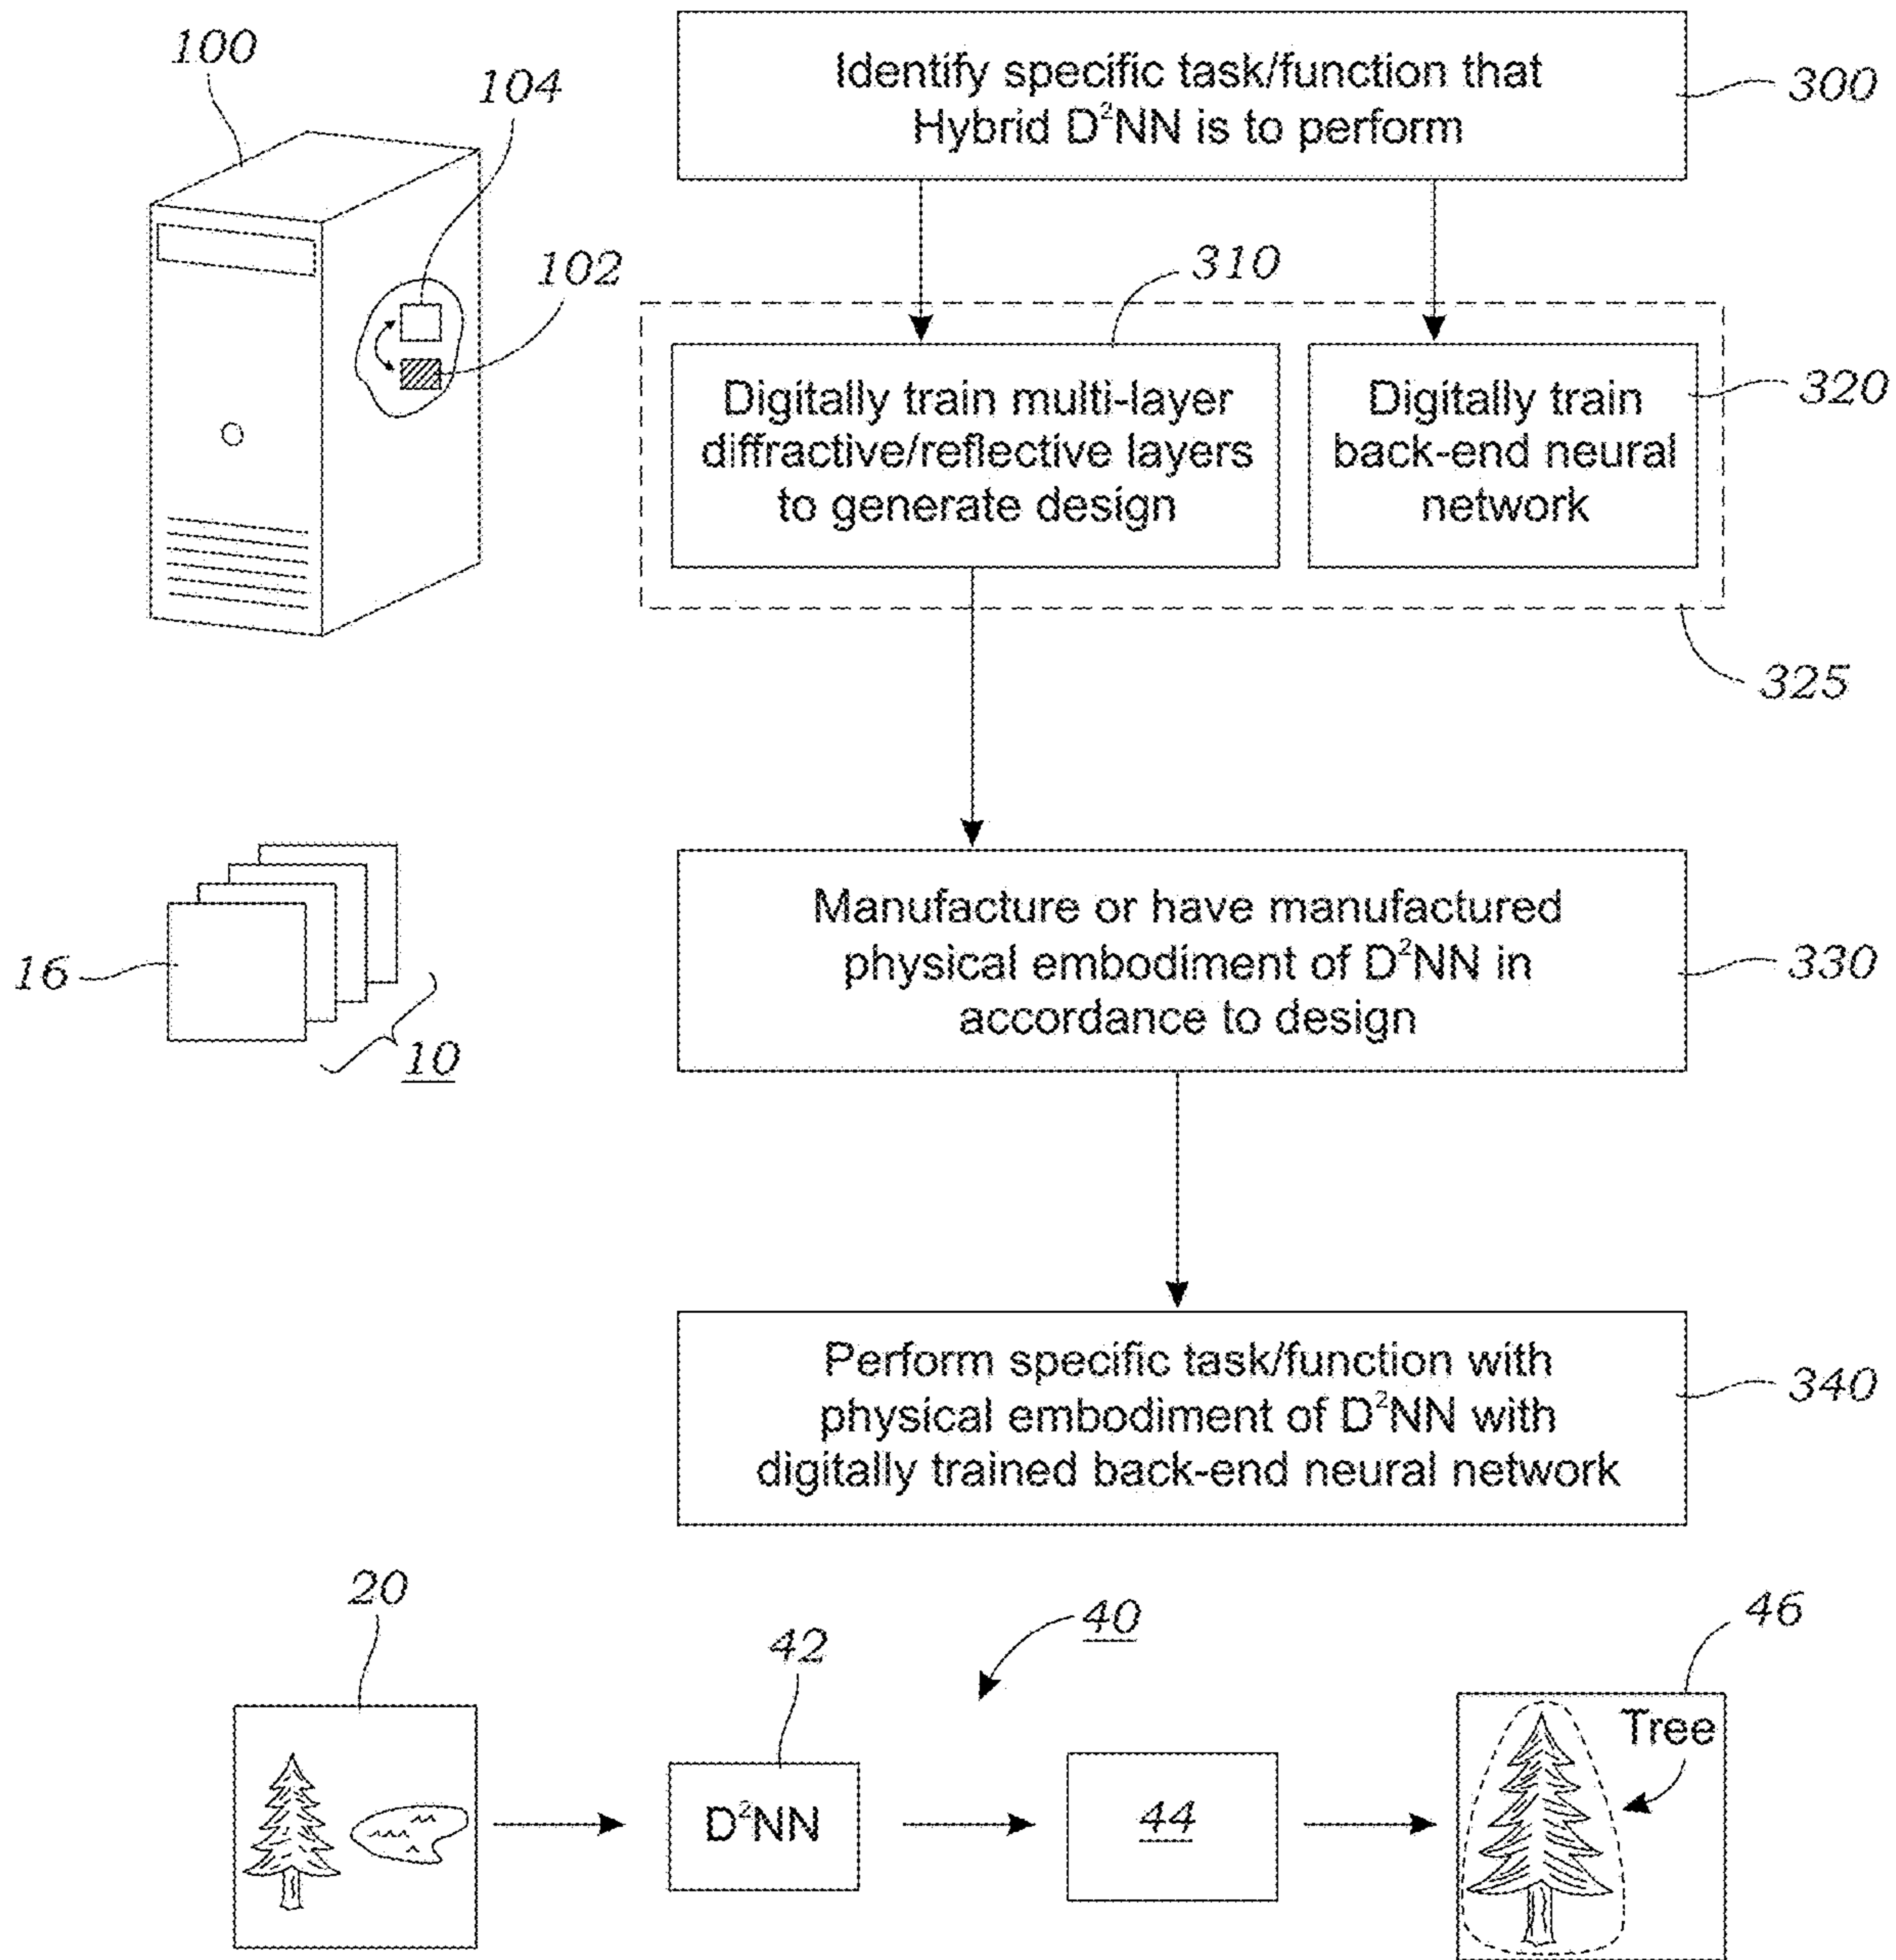 100
104
102
Identify specific task/function that
Hybrid D²NN is to perform
300
310
Digitally train multi-layer
diffractive/reflective layers
to generate design
Digitally train
back-end neural
network
320
325
16
10
Manufacture or have manufactured
physical embodiment of D²NN in
accordance to design
330
Perform specific task/function with
physical embodiment of D²NN with
digitally trained back-end neural network
340
20
42
40
46
D²NN
44
Tree